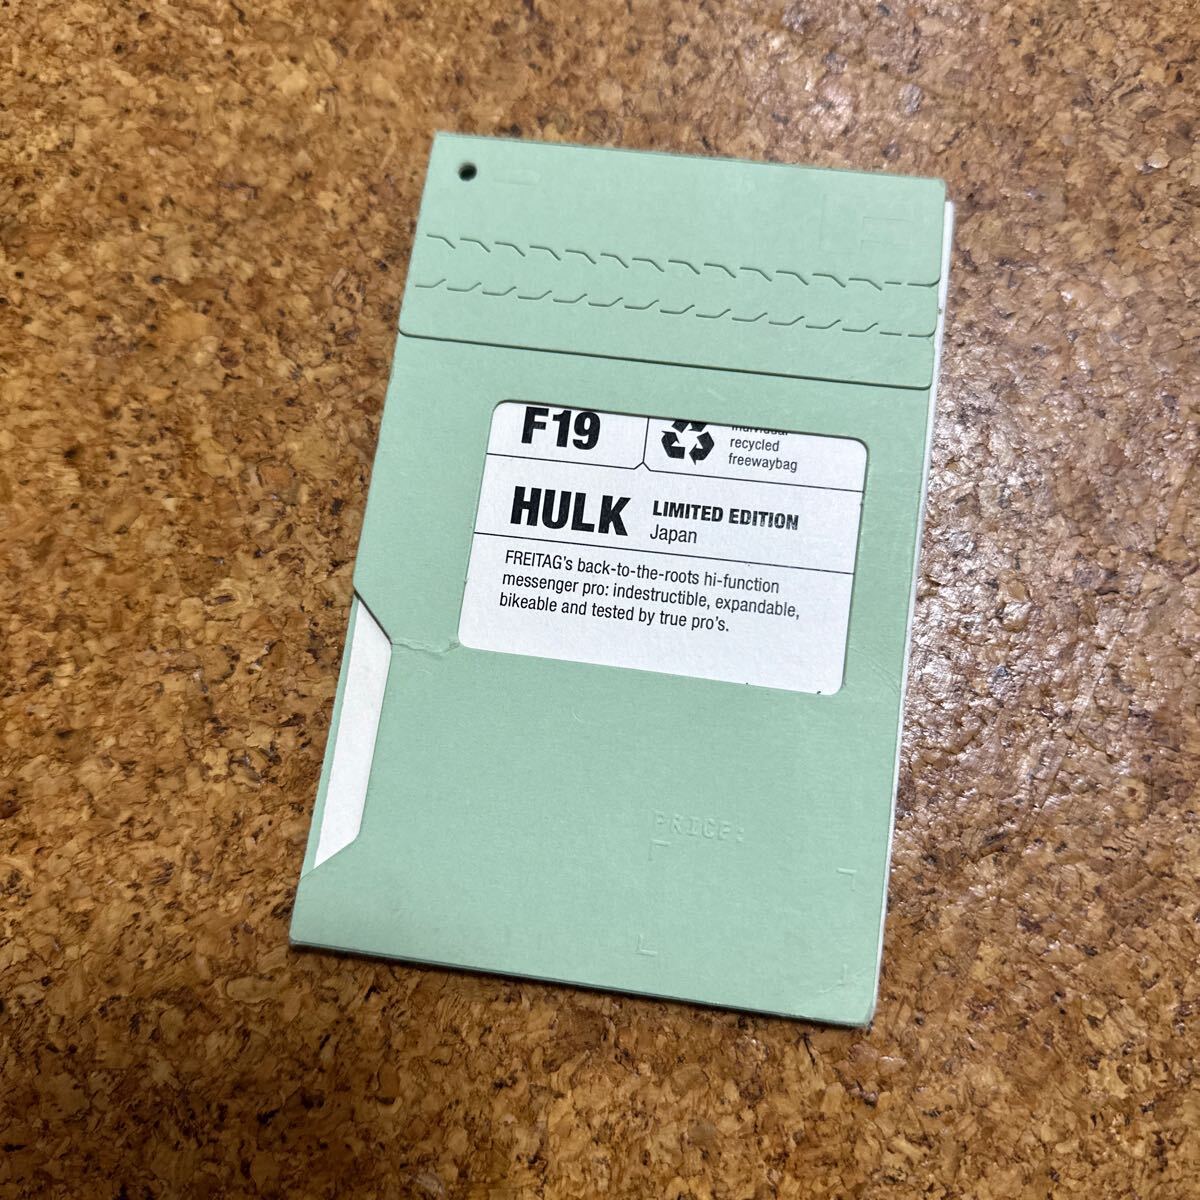 F19
individual
recycled
freewaybag
HULK LIMITED EDITION
Japan
FREITAG's back-to-the-roots hi-function
messenger pro: indestructible, expandable,
bikeable and tested by true pro's.
PRICE: